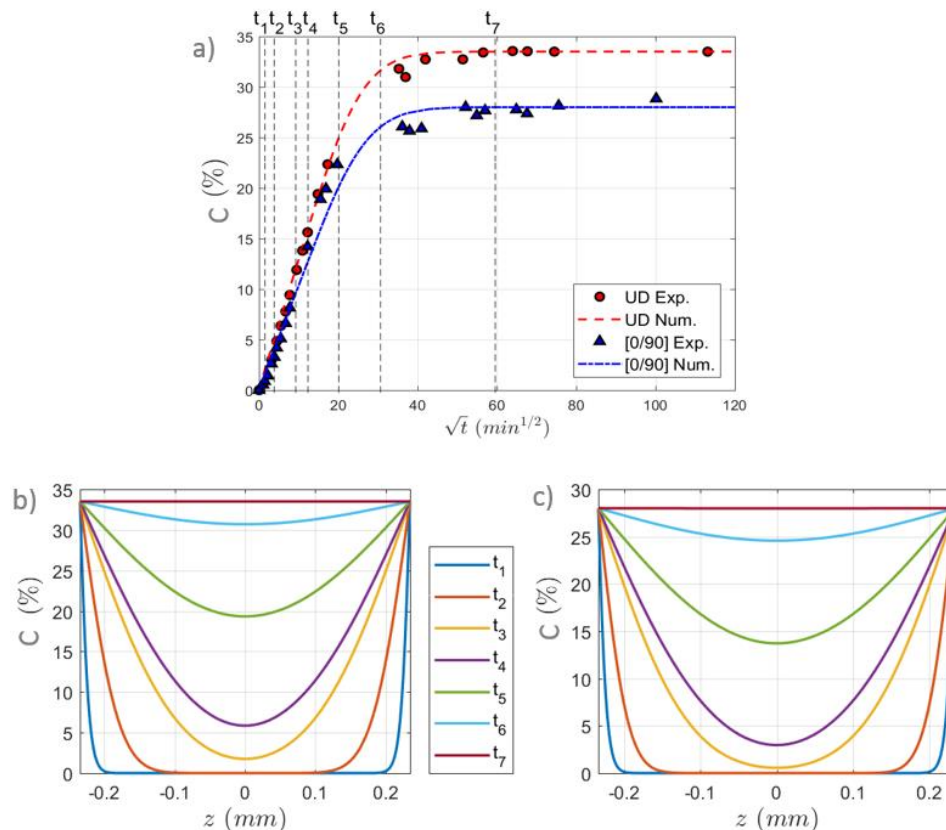 t1 t2 t3 t4 t5 t6 t7
a)
35
30
25
20
15
10
5
0
C (%)
0 20 40 60 80 100 120
√t (min^1/2)
UD Exp.
UD Num.
[0/90] Exp.
[0/90] Num.
b)
35
30
25
20
15
10
5
0
C (%)
-0.2 -0.1 0 0.1 0.2
z (mm)
t1
t2
t3
t4
t5
t6
t7
c)
30
25
20
15
10
5
0
C (%)
-0.2 -0.1 0 0.1 0.2
z (mm)